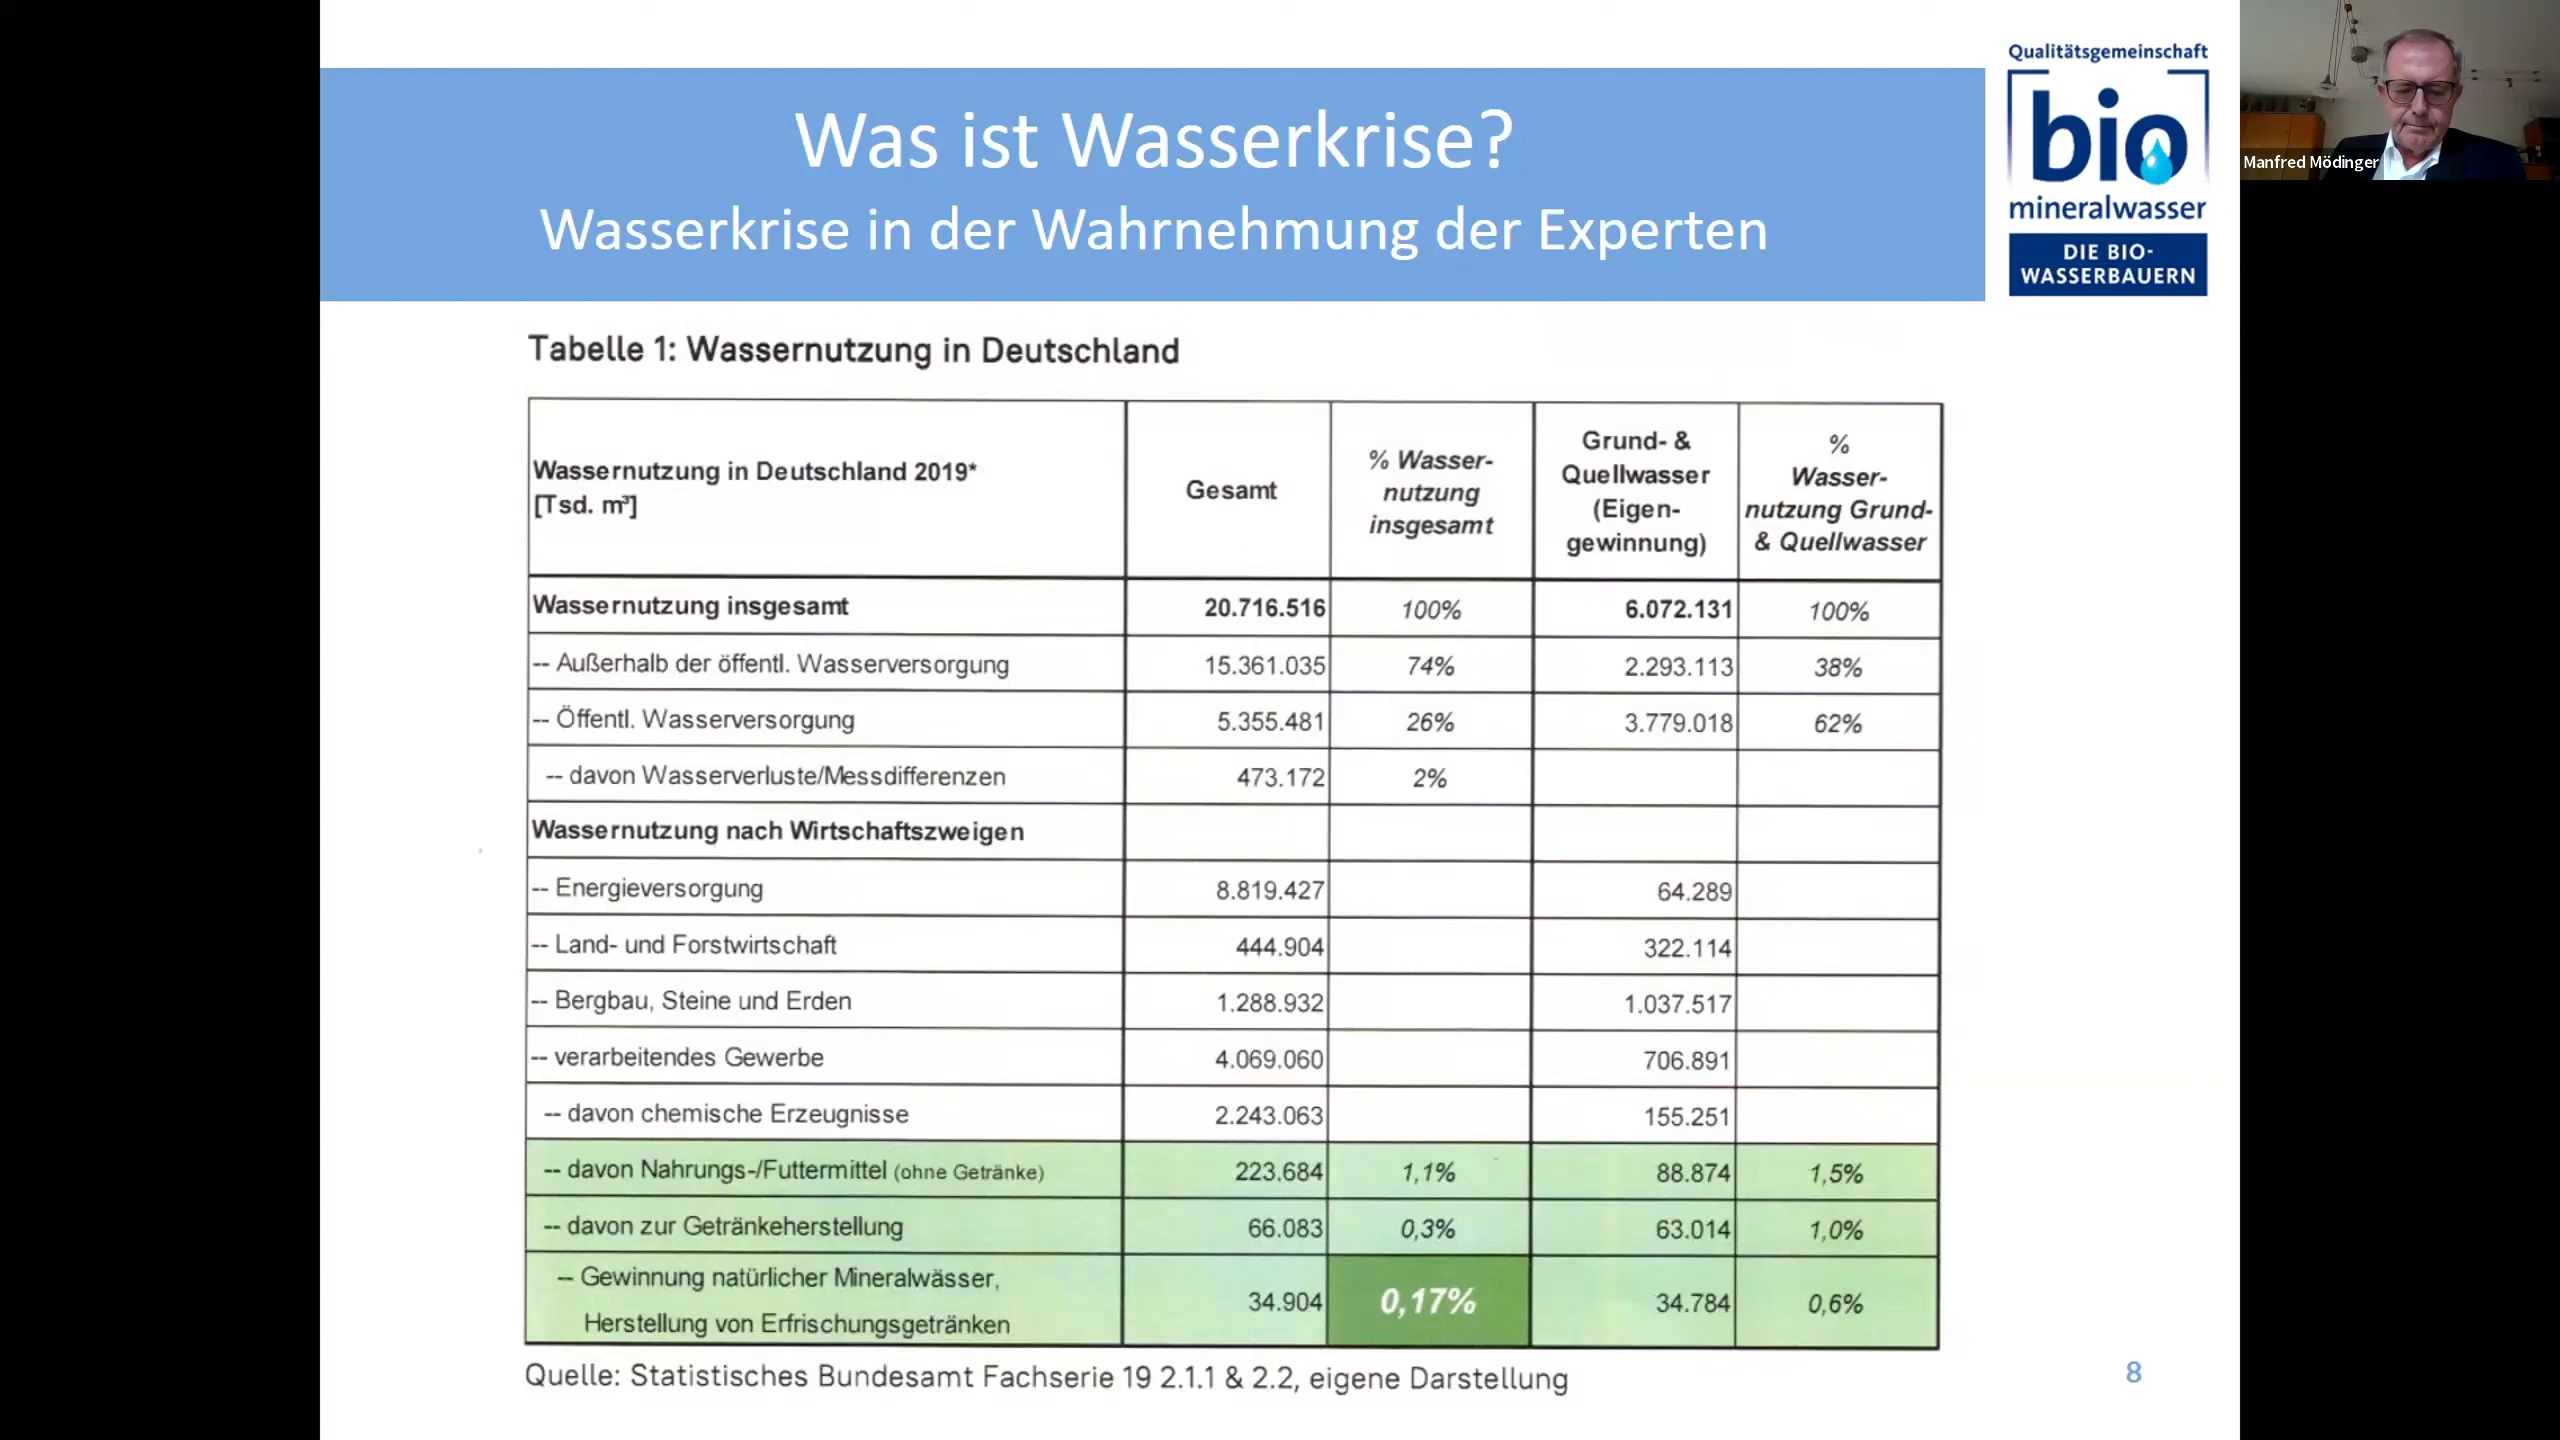 Was ist Wasserkrise?
Wasserkrise in der Wahrnehmung der Experten
Qualitätsgemeinschaft
bio
mineralwasser
DIE BIO-
WASSERBAUERN
Manfred Mödinger
Tabelle 1: Wassernutzung in Deutschland
Wassernutzung in Deutschland 2019*
[Tsd. m³]
Gesamt
% Wasser-
nutzung
insgesamt
Grund- &
Quellwasser
(Eigen-
gewinnung)
%
Wasser-
nutzung Grund-
& Quellwasser
Wassernutzung insgesamt 20.716.516 100% 6.072.131 100%
-- Außerhalb der öffentl. Wasserversorgung 15.361.035 74% 2.293.113 38%
-- Öffentl. Wasserversorgung 5.355.481 26% 3.779.018 62%
-- davon Wasserverluste/Messdifferenzen 473.172 2%
Wassernutzung nach Wirtschaftszweigen
-- Energieversorgung 8.819.427 64.289
-- Land- und Forstwirtschaft 444.904 322.114
-- Bergbau, Steine und Erden 1.288.932 1.037.517
-- verarbeitendes Gewerbe 4.069.060 706.891
-- davon chemische Erzeugnisse 2.243.063 155.251
-- davon Nahrungs-/Futtermittel (ohne Getränke) 223.684 1,1% 88.874 1,5%
-- davon zur Getränkeherstellung 66.083 0,3% 63.014 1,0%
-- Gewinnung natürlicher Mineralwässer,
Herstellung von Erfrischungsgetränken 34.904 0,17% 34.784 0,6%
Quelle: Statistisches Bundesamt Fachserie 19 2.1.1 & 2.2, eigene Darstellung
8